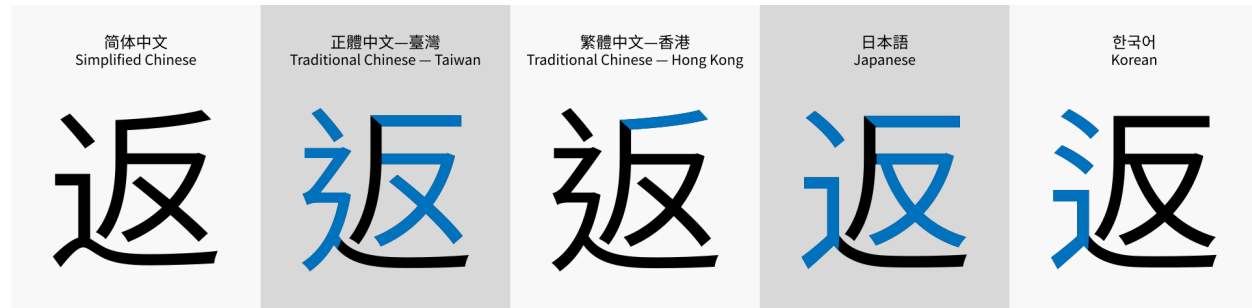 简体中文
Simplified Chinese
返
正體中文—臺灣
Traditional Chinese — Taiwan
返
繁體中文—香港
Traditional Chinese — Hong Kong
返
日本語
Japanese
返
한국어
Korean
返